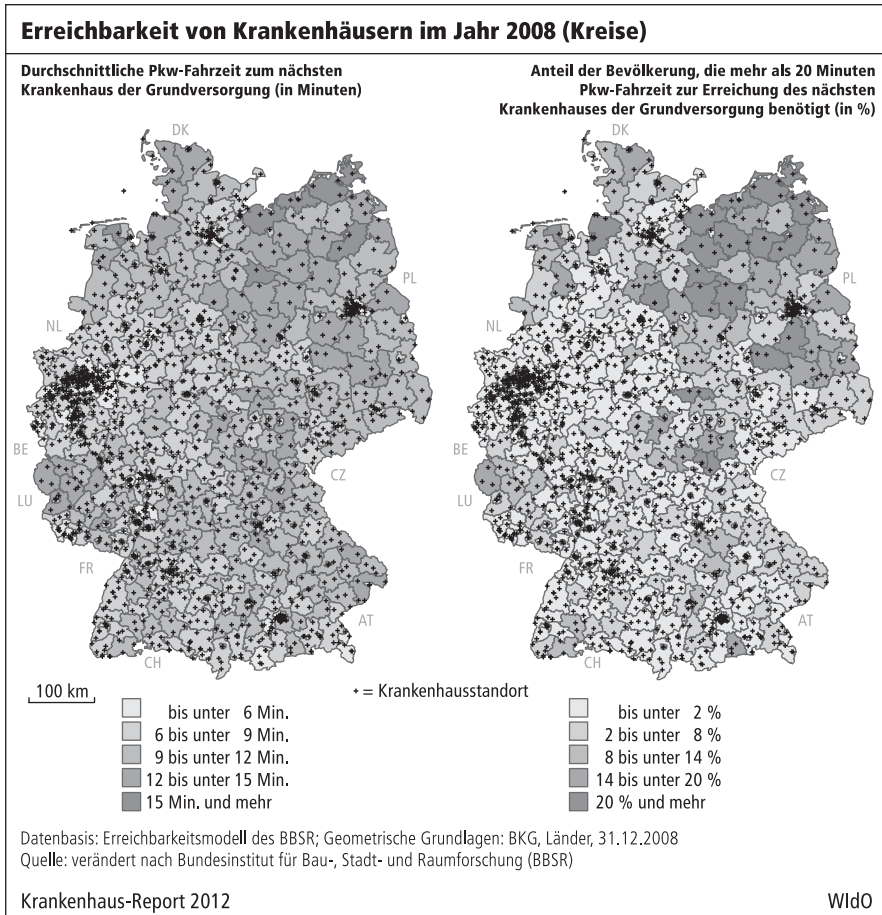 Erreichbarkeit von Krankenhäusern im Jahr 2008 (Kreise)
Durchschnittliche Pkw-Fahrzeit zum nächsten
Krankenhaus der Grundversorgung (in Minuten)
Anteil der Bevölkerung, die mehr als 20 Minuten
Pkw-Fahrzeit zur Erreichung des nächsten
Krankenhauses der Grundversorgung benötigt (in %)
DK
PL
NL
BE
LU
CZ
FR
AT
CH
DK
PL
NL
BE
LU
CZ
FR
AT
CH
100 km
+ = Krankenhausstandort
bis unter 6 Min.
6 bis unter 9 Min.
9 bis unter 12 Min.
12 bis unter 15 Min.
15 Min. und mehr
bis unter 2 %
2 bis unter 8 %
8 bis unter 14 %
14 bis unter 20 %
20 % und mehr
Datenbasis: Erreichbarkeitsmodell des BBSR; Geometrische Grundlagen: BKG, Länder, 31.12.2008
Quelle: verändert nach Bundesinstitut für Bau-, Stadt- und Raumforschung (BBSR)
Krankenhaus-Report 2012
WIdO